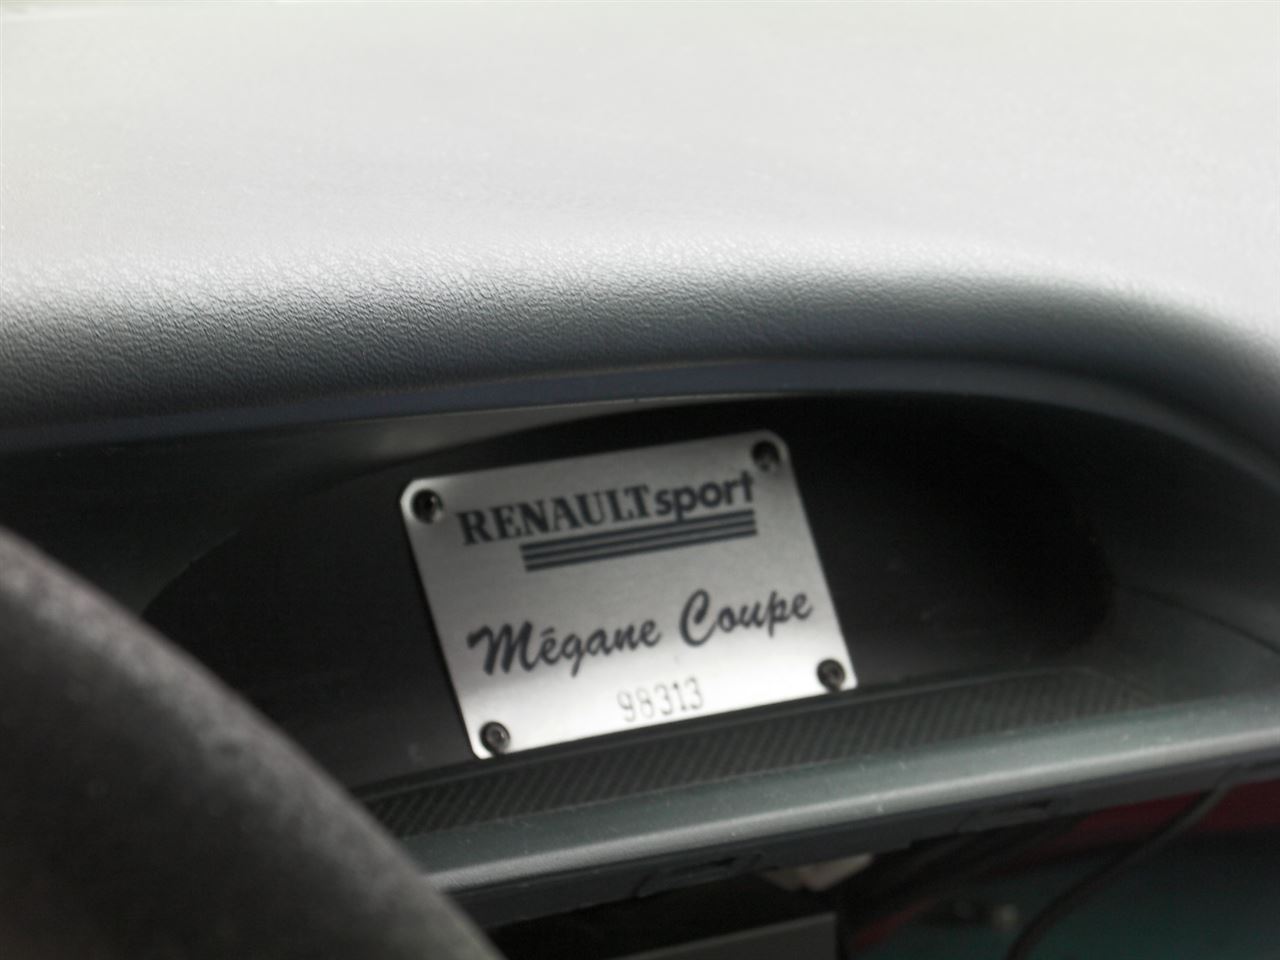 RENAULTsport
Mégane Coupe
98313